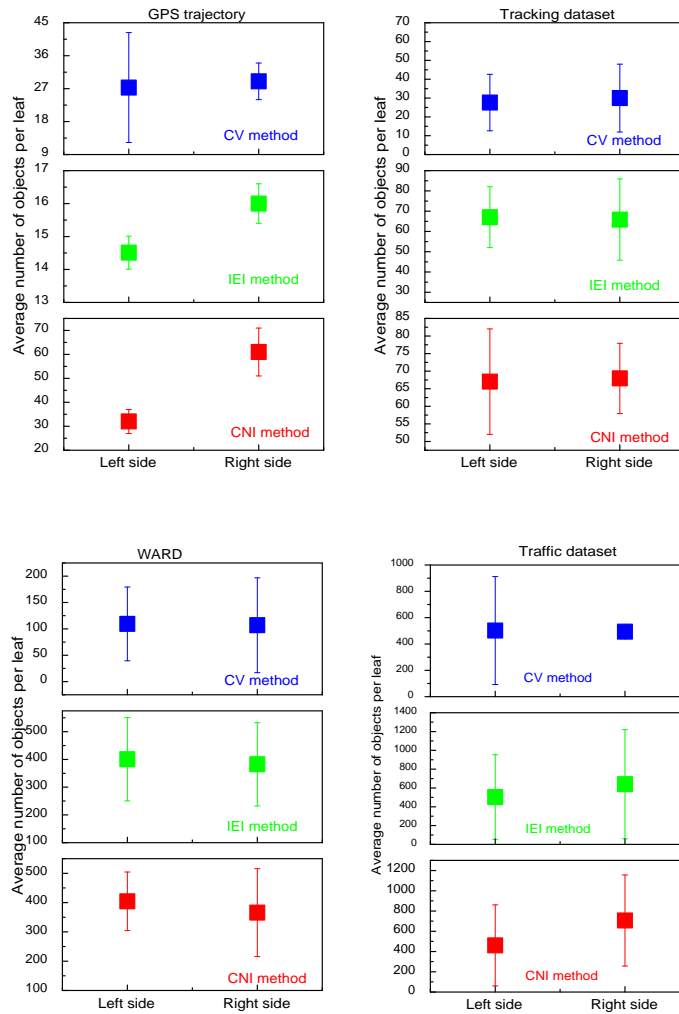 GPS trajectory
Average number of objects per leaf
45
36
27
18
9
CV method
17
16
15
14
13
IEI method
70
60
50
40
30
20
CNI method
Left side
Right side
Tracking dataset
Average number of objects per leaf
70
60
50
40
30
20
10
0
CV method
90
80
70
60
50
40
30
IEI method
85
80
75
70
65
60
55
50
CNI method
Left side
Right side
WARD
Average number of objects per leaf
200
150
100
50
0
CV method
500
400
300
200
100
IEI method
500
400
300
200
100
CNI method
Left side
Right side
Traffic dataset
Average number of objects per leaf
1000
800
600
400
200
0
CV method
1400
1200
1000
800
600
400
200
0
IEI method
1200
1000
800
600
400
200
0
CNI method
Left side
Right side